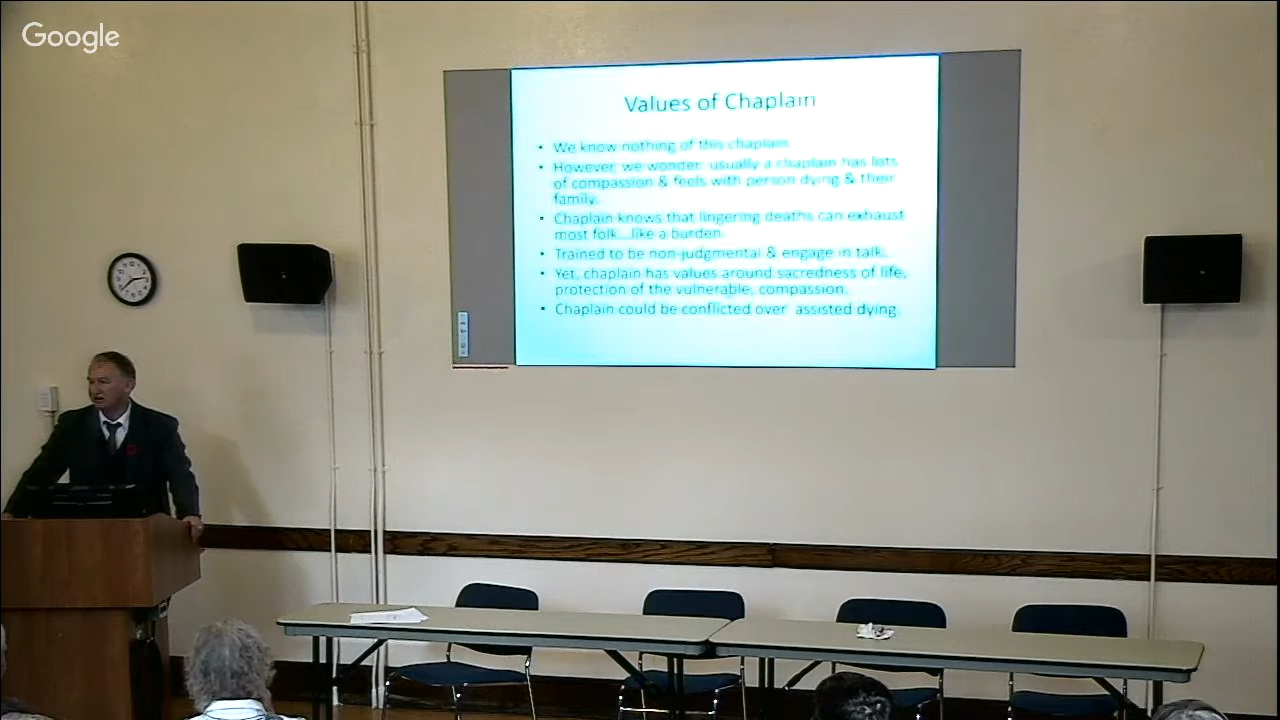 Google
Values of Chaplain
• We know nothing of this chaplain
• However, we wonder, usually a chaplain has lots
of compassion & feels with person dying & their
family.
• Chaplain knows that lingering deaths can exhaust
most folk...like a burden.
• Trained to be non-judgmental & engage in talk.
• Yet, chaplain has values around sacredness of life,
protection of the vulnerable, compassion.
• Chaplain could be conflicted over assisted dying.